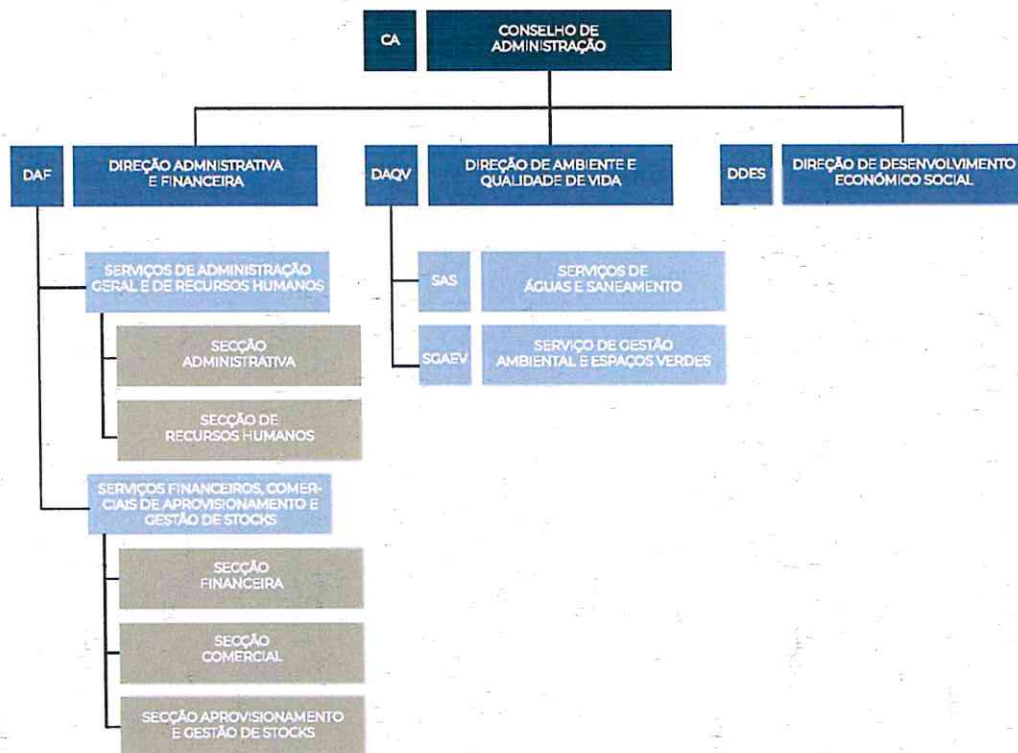 CA
CONSELHO DE
ADMINISTRAÇÃO
DAF
DIREÇÃO ADMNISTRATIVA
E FINANCEIRA
DAQV
DIREÇÃO DE AMBIENTE E
QUALIDADE DE VIDA
DDES
DIREÇÃO DE DESENVOLVIMENTO
ECONÓMICO SOCIAL
SERVIÇOS DE ADMINISTRAÇÃO
GERAL E DE RECURSOS HUMANOS
SECÇÃO
ADMINISTRATIVA
SECÇÃO DE
RECURSOS HUMANOS
SERVIÇOS FINANCEIROS, COMER-
CIAIS DE APROVISIONAMENTO E
GESTÃO DE STOCKS
SECÇÃO
FINANCEIRA
SECÇÃO
COMERCIAL
SECÇÃO APROVISIONAMENTO
E GESTÃO DE STOCKS
SAS
SERVIÇOS DE
ÁGUAS E SANEAMENTO
SGAEV
SERVIÇO DE GESTÃO
AMBIENTAL E ESPAÇOS VERDES